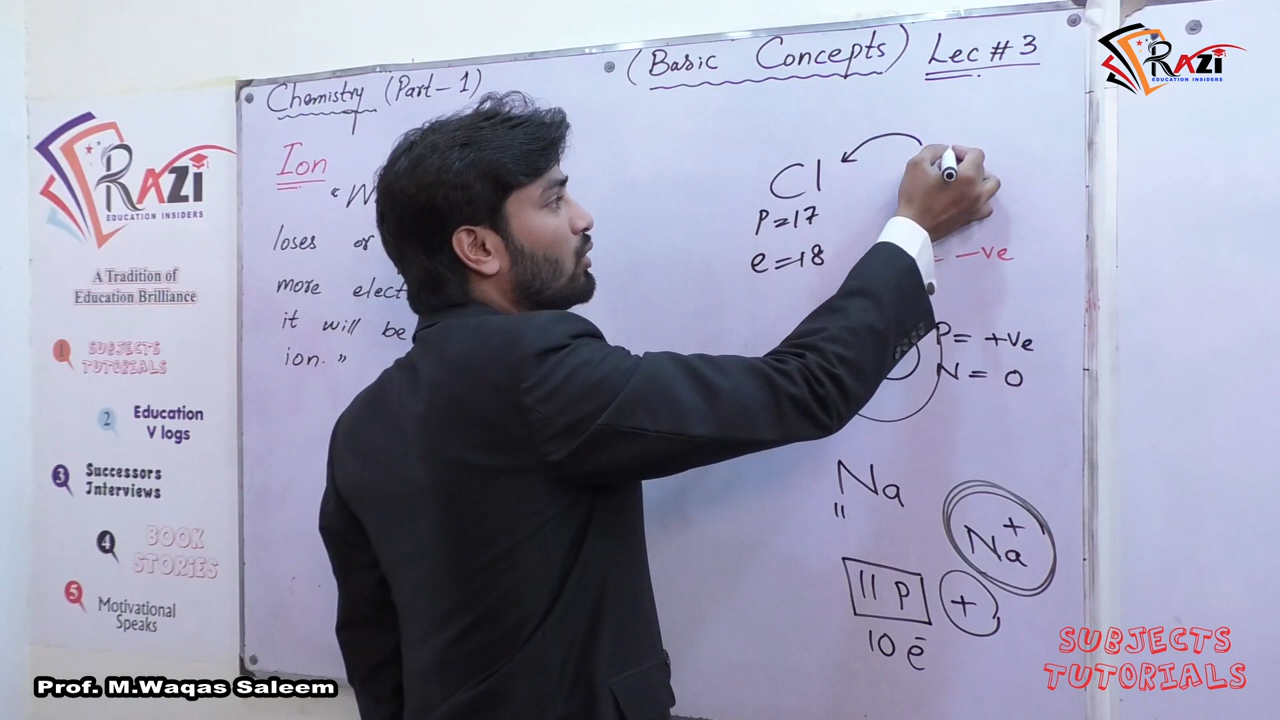 RAZI
EDUCATION INSIDERS
A Tradition of
Education Brilliance
1 SUBJECTS
TUTORIALS
2 Education
V logs
3 Successors
Interviews
4 BOOK
STORIES
5 Motivational
Speaks
Chemistry (Part-1)
(Basic Concepts) Lec # 3
Ion
loses or
more elect
it will be
ion."
Cl
P=17
e=18
-ve
P= +ve
N= 0
Na
11
Na+
11 P
+
10 ē
RAZI
EDUCATION INSIDERS
SUBJECTS
TUTORIALS
Prof. M.Waqas Saleem